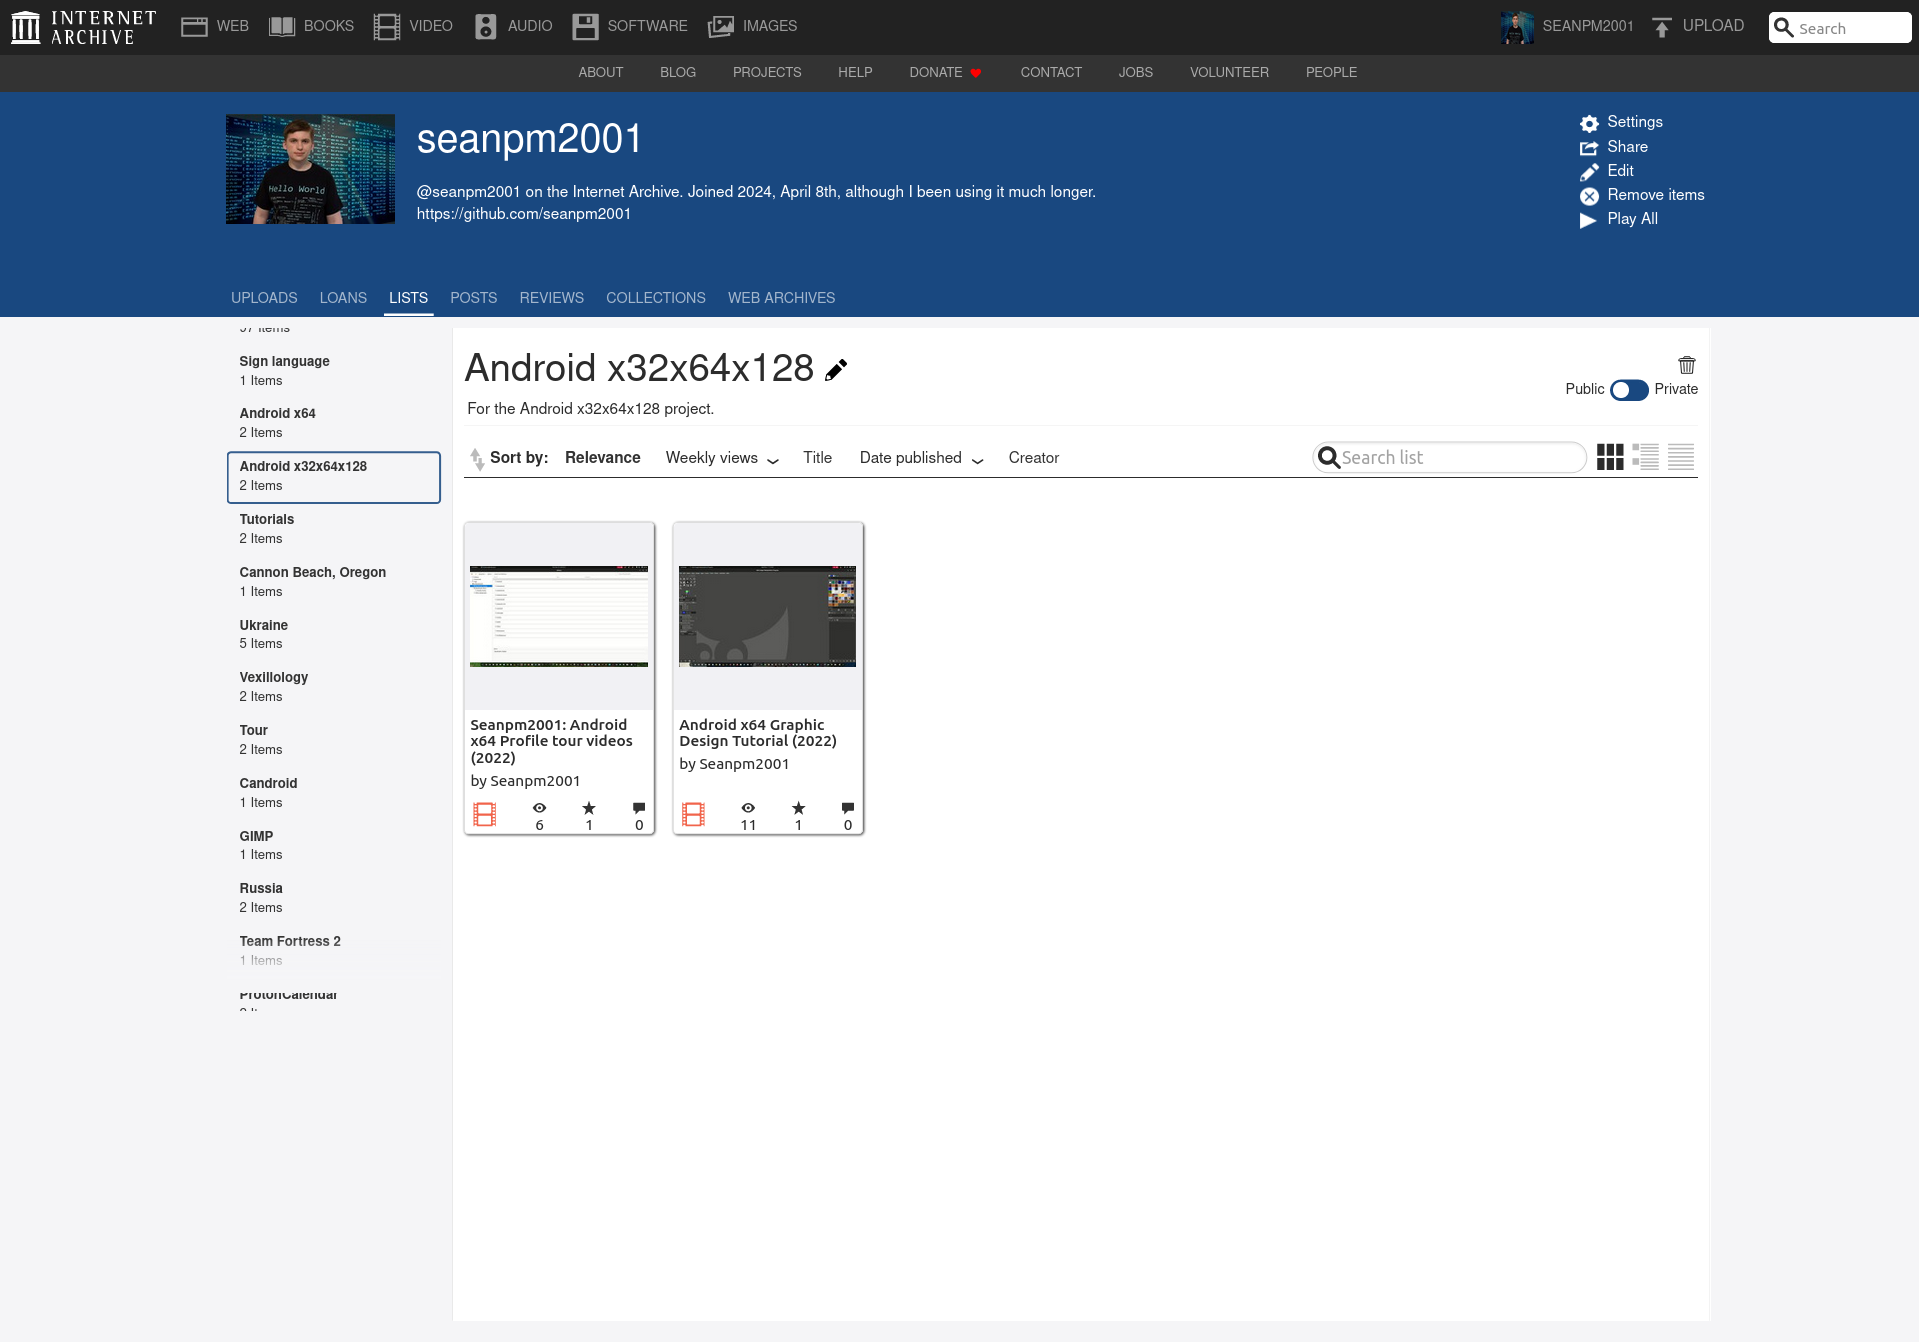 INTERNET
ARCHIVE
WEB
BOOKS
VIDEO
AUDIO
SOFTWARE
IMAGES
SEANPM2001
UPLOAD
Search
ABOUT
BLOG
PROJECTS
HELP
DONATE
CONTACT
JOBS
VOLUNTEER
PEOPLE
Hello World
seanpm2001
@seanpm2001 on the Internet Archive. Joined 2024, April 8th, although I been using it much longer.
https://github.com/seanpm2001
Settings
Share
Edit
Remove items
Play All
UPLOADS
LOANS
LISTS
POSTS
REVIEWS
COLLECTIONS
WEB ARCHIVES
Sign language
1 Items
Android x64
2 Items
Android x32x64x128
2 Items
Tutorials
2 Items
Cannon Beach, Oregon
1 Items
Ukraine
5 Items
Vexillology
2 Items
Tour
2 Items
Candroid
1 Items
GIMP
1 Items
Russia
2 Items
Team Fortress 2
1 Items
ProtonCalendar
Android x32x64x128
For the Android x32x64x128 project.
Public
Private
Sort by:
Relevance
Weekly views
Title
Date published
Creator
Search list
Seanpm2001: Android
x64 Profile tour videos
(2022)
by Seanpm2001
6
1
0
Android x64 Graphic
Design Tutorial (2022)
by Seanpm2001
11
1
0